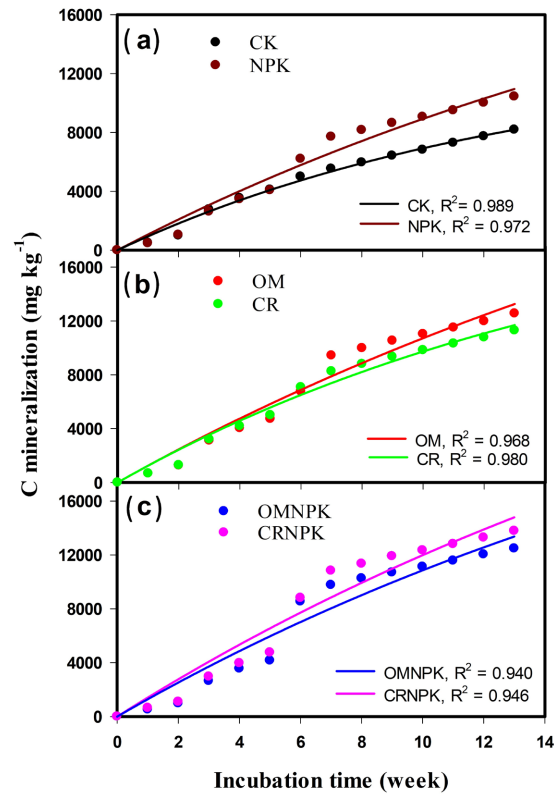 C mineralization (mg kg⁻¹)
(a)
CK
NPK
16000
12000
8000
4000
0
CK, R²= 0.989
NPK, R² = 0.972
(b)
OM
CR
16000
12000
8000
4000
0
OM, R² = 0.968
CR, R² = 0.980
(c)
OMNPK
CRNPK
16000
12000
8000
4000
0
OMNPK, R² = 0.940
CRNPK, R² = 0.946
0 2 4 6 8 10 12 14
Incubation time (week)